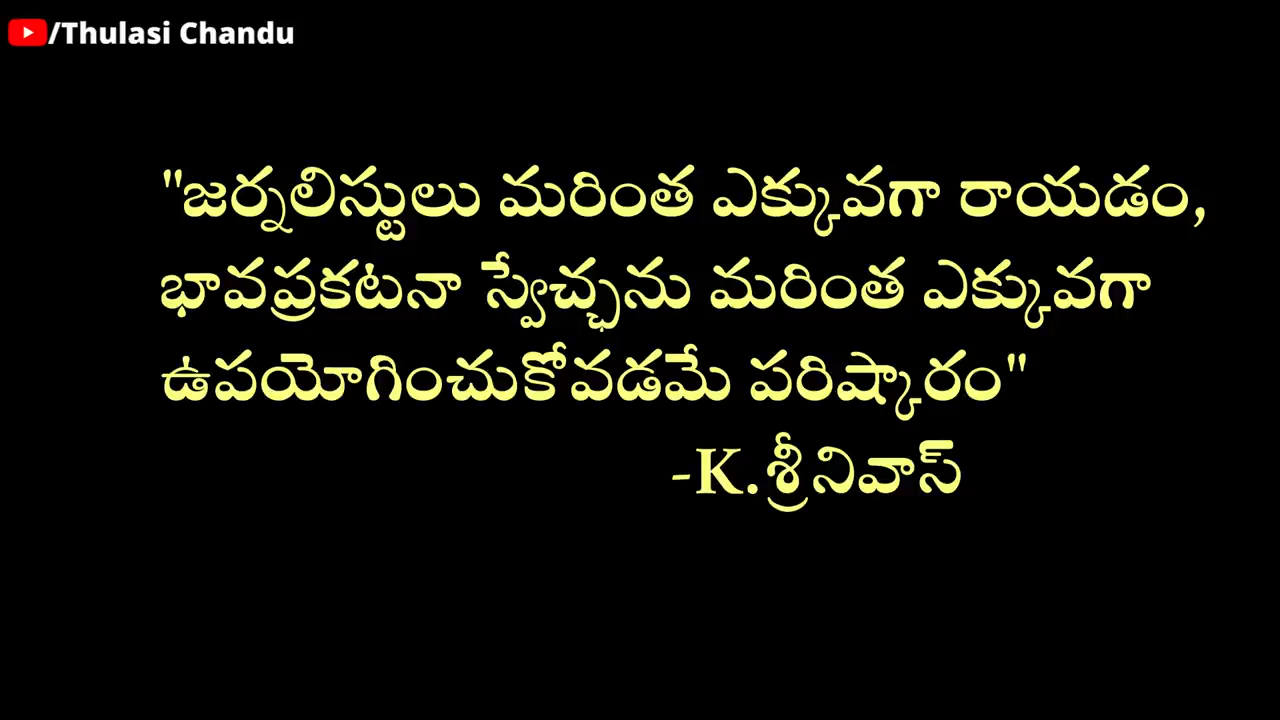 /Thulasi Chandu
"జర్నలిస్టులు మరింత ఎక్కువగా రాయడం,
భావప్రకటనా స్వేచ్ఛను మరింత ఎక్కువగా
ఉపయోగించుకోవడమే పరిష్కారం"
-K.శ్రీనివాస్